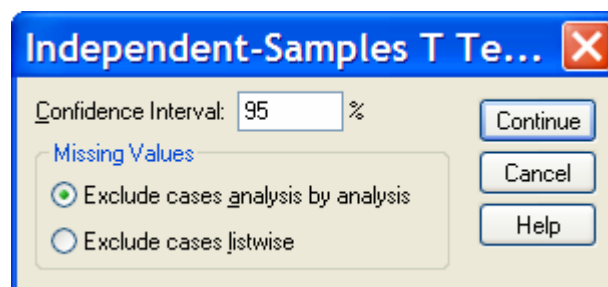 Independent-Samples T Te...
Confidence Interval: 95 %
Missing Values
Exclude cases analysis by analysis
Exclude cases listwise
Continue
Cancel
Help